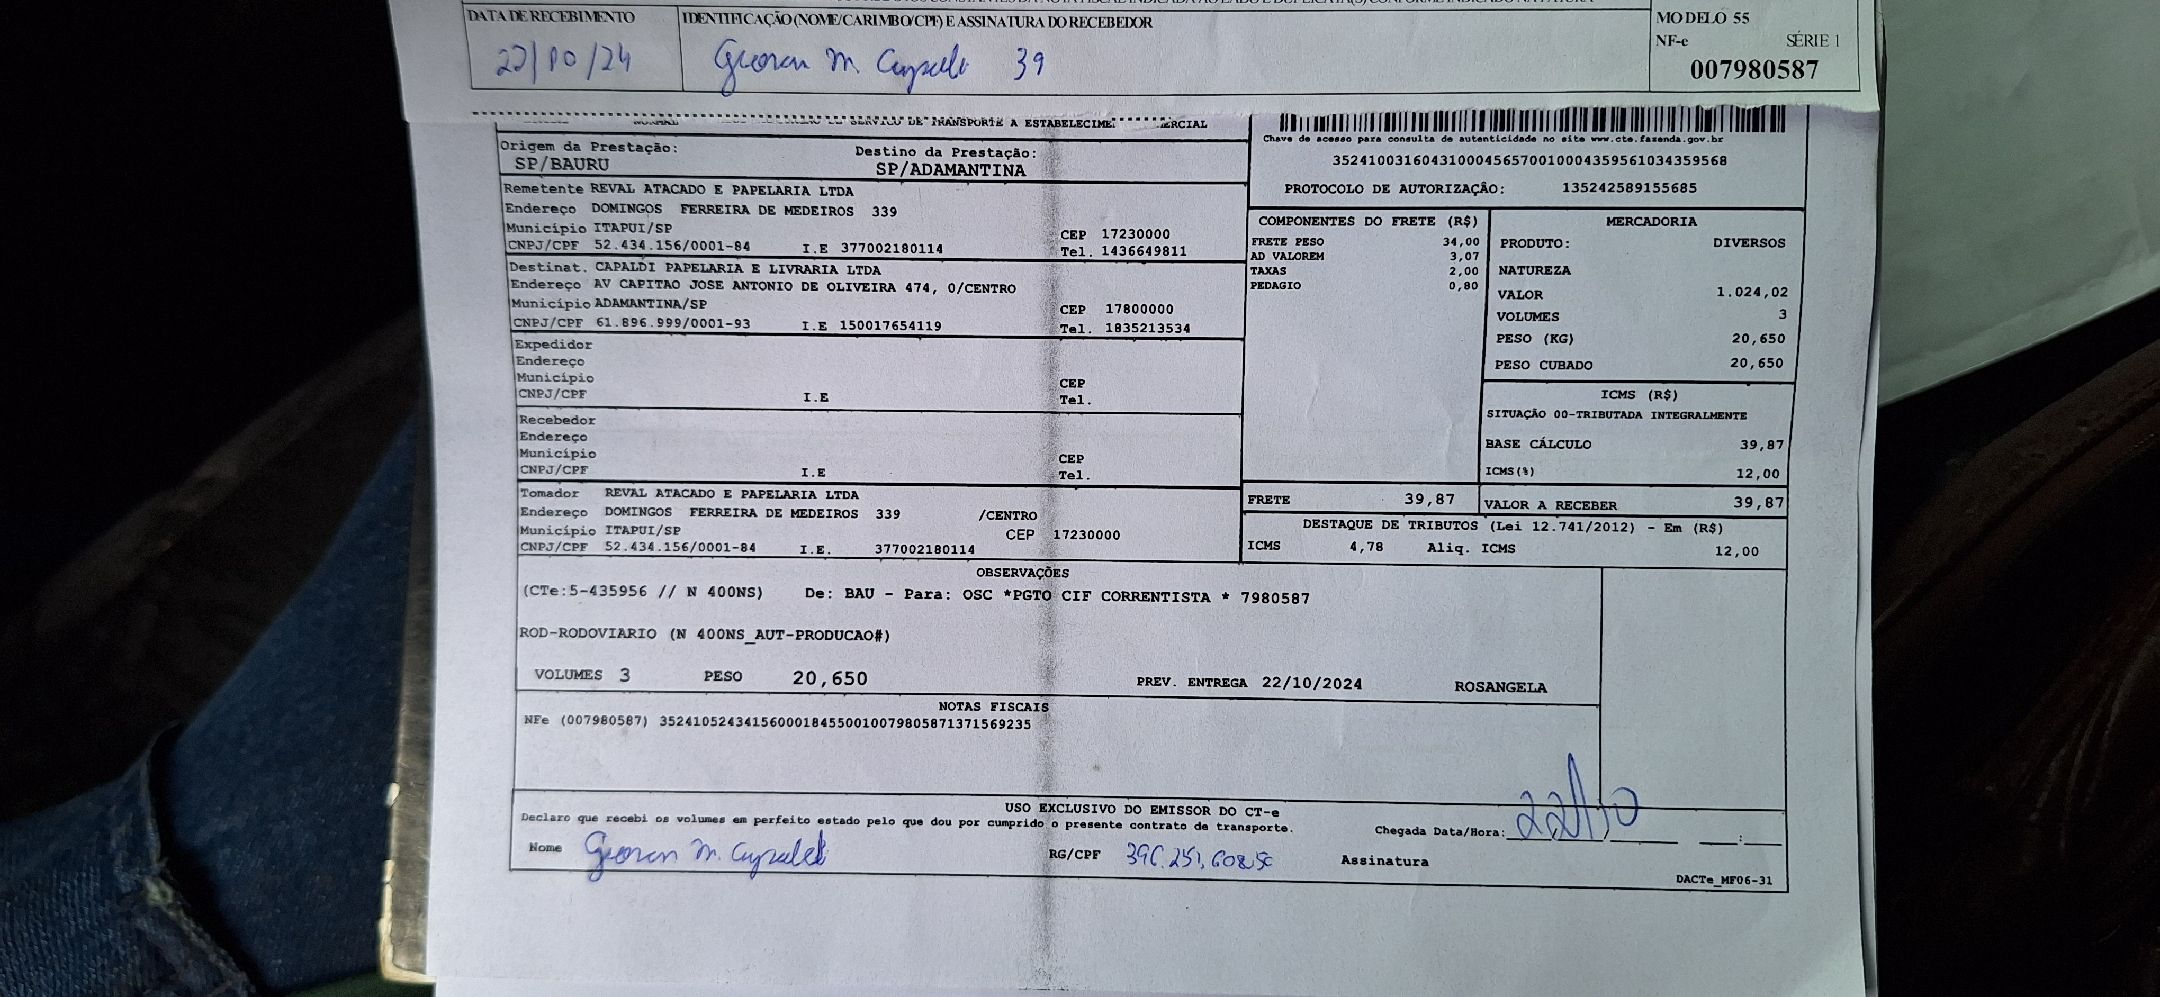 DATA DE RECEBIMENTO
IDENTIFICAÇÃO (NOME/CARIMBO/CPF) E ASSINATURA DO RECEBEDOR
22/10/24
39
MODELO 55
NF-e SÉRIE 1
007980587
NORMAL DE SERVIÇO DE TRANSPORTE A
Origem da Prestação:
SP/BAURU
Destino da Prestação:
SP/ADAMANTINA
Chave de acesso para consulta de autenticidade no site www.cte.fazenda.gov.br
35241003160431000456570010004359561034359568
PROTOCOLO DE AUTORIZAÇÃO: 135242589155685
Remetente REVAL ATACADO E PAPELARIA LTDA
Endereço DOMINGOS FERREIRA DE MEDEIROS 339
Município ITAPUI/SP CEP 17230000
CNPJ/CPF 52.434.156/0001-84 I.E 377002180114 Tel. 1436649811
Destinat. CAPALDI PAPELARIA E LIVRARIA LTDA
Endereço AV CAPITAO JOSE ANTONIO DE OLIVEIRA 474, 0/CENTRO
Município ADAMANTINA/SP CEP 17800000
CNPJ/CPF 61.896.999/0001-93 I.E 150017654119 Tel. 1835213534
Expedidor
Endereço
Município CEP
CNPJ/CPF I.E Tel.
Recebedor
Endereço
Município CEP
CNPJ/CPF I.E Tel.
Tomador REVAL ATACADO E PAPELARIA LTDA
Endereço DOMINGOS FERREIRA DE MEDEIROS 339 /CENTRO
Município ITAPUI/SP CEP 17230000
CNPJ/CPF 52.434.156/0001-84 I.E. 377002180114
COMPONENTES DO FRETE (R$)
FRETE PESO 34,00
AD VALOREM 3,07
TAXAS 2,00
PEDAGIO 0,80
MERCADORIA
PRODUTO: DIVERSOS
NATUREZA
VALOR 1.024,02
VOLUMES 3
PESO (KG) 20,650
PESO CUBADO 20,650
ICMS (R$)
SITUAÇÃO 00-TRIBUTADA INTEGRALMENTE
BASE CÁLCULO 39,87
ICMS(%) 12,00
FRETE 39,87
VALOR A RECEBER 39,87
DESTAQUE DE TRIBUTOS (Lei 12.741/2012) - Em (R$)
ICMS 4,78 Aliq. ICMS 12,00
OBSERVAÇÕES
(CTe:5-435956 // N 400NS) De: BAU - Para: OSC *PGTO CIF CORRENTISTA * 7980587
ROD-RODOVIARIO (N 400NS_AUT-PRODUCAO#)
VOLUMES 3 PESO 20,650 PREV. ENTREGA 22/10/2024 ROSANGELA
NOTAS FISCAIS
NFe (007980587) 35241052434156000184550010079805871371569235
USO EXCLUSIVO DO EMISSOR DO CT-e
Declaro que recebi os volumes em perfeito estado pelo que dou por cumprido o presente contrato de transporte.
Chegada Data/Hora: 22/10 :
Nome RG/CPF Assinatura
DACTe_MF06-31